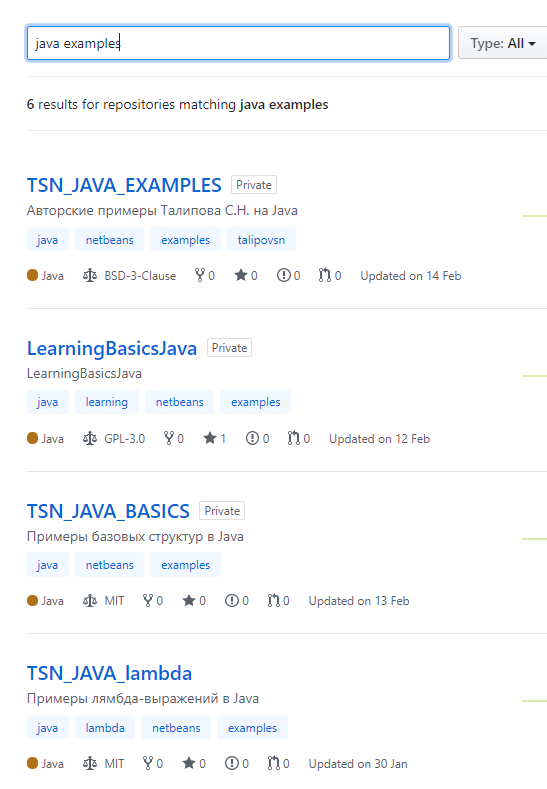 java examples
Type: All
6 results for repositories matching java examples
TSN_JAVA_EXAMPLES Private
Авторские примеры Талипова С.Н. на Java
java netbeans examples talipovsn
Java BSD-3-Clause 0 0 0 0 Updated on 14 Feb
LearningBasicsJava Private
LearningBasicsJava
java learning netbeans examples
Java GPL-3.0 0 1 0 0 Updated on 12 Feb
TSN_JAVA_BASICS Private
Примеры базовых структур в Java
java netbeans examples
Java MIT 0 0 0 0 Updated on 13 Feb
TSN_JAVA_lambda
Примеры лямбда-выражений в Java
java lambda netbeans examples
Java MIT 0 0 0 0 Updated on 30 Jan